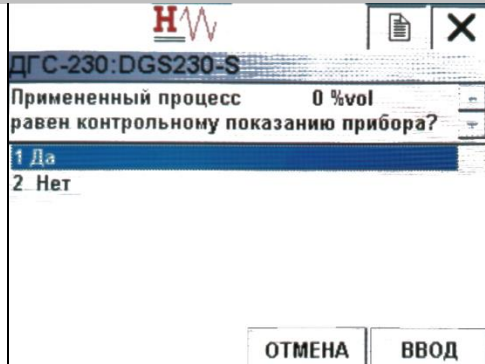 H
ДГС-230:DGS230-S
Примененный процесс 0 %vol
равен контрольному показанию прибора?
1 Да
2 Нет
ОТМЕНА ВВОД